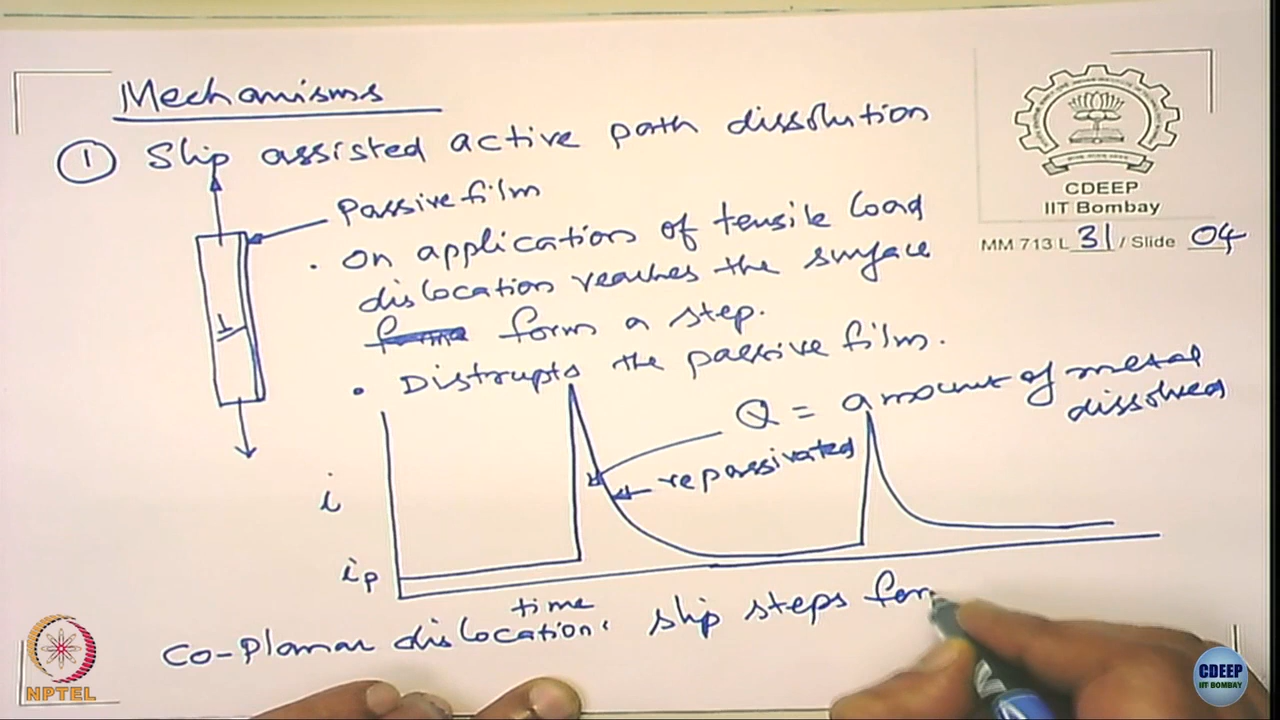 Mechanisms
① Slip assisted active path dissolution
Passive film
. on application of tensile load
dislocation reaches the surface
form a step.
. Distrupts the passive film.
Q = amount of metal
dissolved
repassivated
i
ip
time
co-planar dislocation: slip steps for
CDEEP
IIT Bombay
MM 713 L 31 / Slide 04
NPTEL
CDEEP
IIT BOMBAY